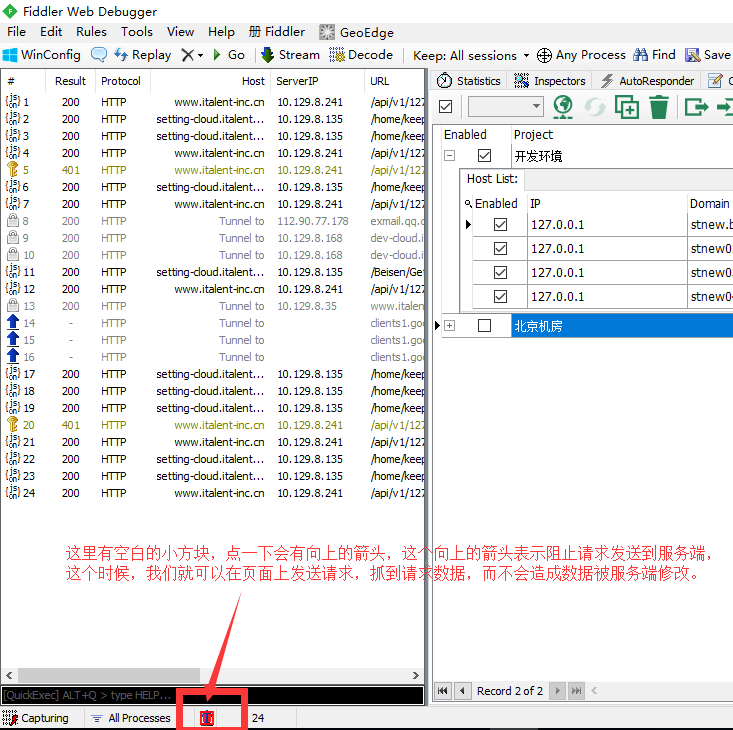 Fiddler Web Debugger
File Edit Rules Tools View Help Fiddler GeoEdge
WinConfig Replay Go Stream Decode Keep: All sessions Any Process Find Save
# Result Protocol Host ServerIP URL
1 200 HTTP www.italent-inc.cn 10.129.8.241 /api/v1/127
2 200 HTTP setting-cloud.italent... 10.129.8.135 /home/keep
3 200 HTTP setting-cloud.italent... 10.129.8.135 /home/keep
4 200 HTTP www.italent-inc.cn 10.129.8.241 /api/v1/127
5 401 HTTP www.italent-inc.cn 10.129.8.241 /api/v1/127
6 200 HTTP setting-cloud.italent... 10.129.8.135 /home/keep
7 200 HTTP www.italent-inc.cn 10.129.8.241 /api/v1/127
8 200 HTTP Tunnel to 112.90.77.178 exmail.qq.c
9 200 HTTP Tunnel to 10.129.8.168 dev-cloud.i
10 200 HTTP Tunnel to 10.129.8.168 dev-cloud.i
11 200 HTTP setting-cloud.italent... 10.129.8.135 /Beisen/Ge
12 200 HTTP www.italent-inc.cn 10.129.8.241 /api/v1/127
13 200 HTTP Tunnel to 10.129.8.35 www.italen
14 - HTTP Tunnel to clients1.goo
15 - HTTP Tunnel to clients1.goo
16 - HTTP Tunnel to clients1.goo
17 200 HTTP setting-cloud.italent... 10.129.8.135 /home/keep
18 200 HTTP setting-cloud.italent... 10.129.8.135 /home/keep
19 200 HTTP setting-cloud.italent... 10.129.8.135 /home/keep
20 401 HTTP www.italent-inc.cn 10.129.8.241 /api/v1/127
21 200 HTTP www.italent-inc.cn 10.129.8.241 /api/v1/127
22 200 HTTP setting-cloud.italent... 10.129.8.135 /home/keep
23 200 HTTP setting-cloud.italent... 10.129.8.135 /home/keep
24 200 HTTP www.italent-inc.cn 10.129.8.241 /api/v1/127
Statistics Inspectors AutoResponder
Enabled Project
开发环境
Host List:
Enabled IP Domain
127.0.0.1 stnew.b
127.0.0.1 stnew0
127.0.0.1 stnew0
127.0.0.1 stnew0
北京机房
这里有空白的小方块，点一下会有向上的箭头，这个向上的箭头表示阻止请求发送到服务端，
这个时候，我们就可以在页面上发送请求，抓到请求数据，而不会造成数据被服务端修改。
[QuickExec] ALT+Q > type HELP...
Record 2 of 2
Capturing All Processes 24